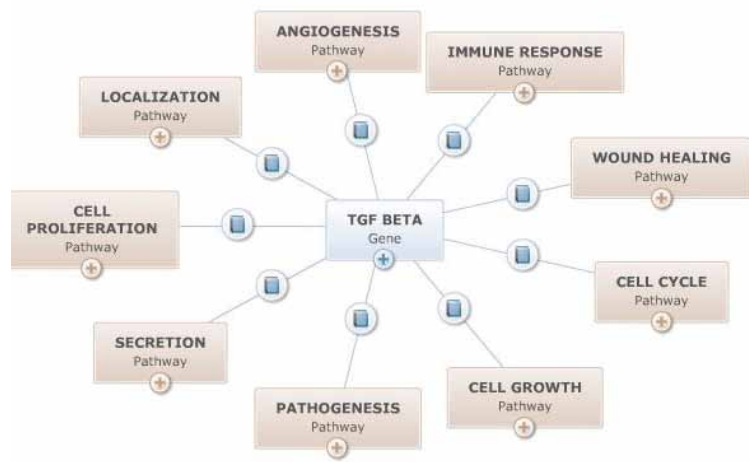 ANGIOGENESIS
Pathway
IMMUNE RESPONSE
Pathway
LOCALIZATION
Pathway
WOUND HEALING
Pathway
CELL
PROLIFERATION
Pathway
TGF BETA
Gene
CELL CYCLE
Pathway
SECRETION
Pathway
PATHOGENESIS
Pathway
CELL GROWTH
Pathway